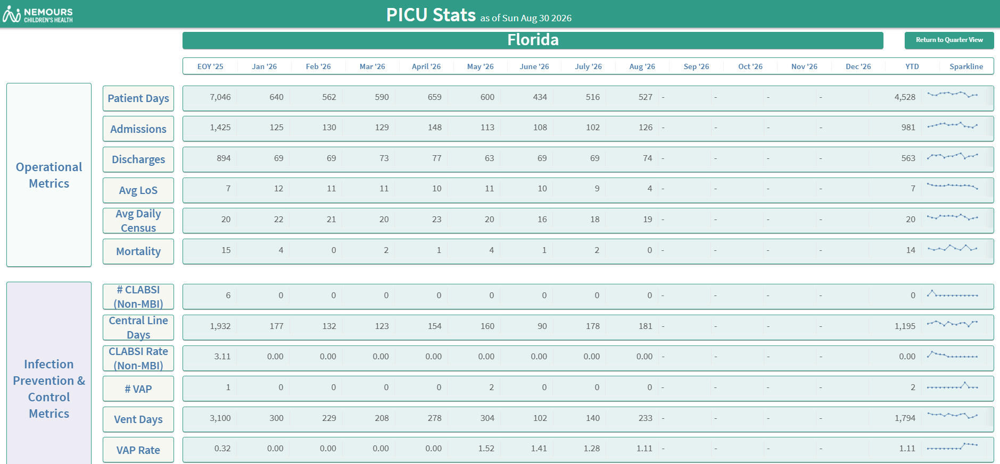 NEMOURS
CHILDREN'S HEALTH
PICU Stats as of Sun Aug 30 2026
Florida
Return to Quarter View
EOY '25 Jan '26 Feb '26 Mar '26 April '26 May '26 June '26 July '26 Aug '26 Sep '26 Oct '26 Nov '26 Dec '26 YTD Sparkline
Operational
Metrics
Patient Days 7,046 640 562 590 659 600 434 516 527 - - - - 4,528
Admissions 1,425 125 130 129 148 113 108 102 126 - - - - 981
Discharges 894 69 69 73 77 63 69 69 74 - - - - 563
Avg LoS 7 12 11 11 10 11 10 9 4 - - - - 7
Avg Daily
Census 20 22 21 20 23 20 16 18 19 - - - - 20
Mortality 15 4 0 2 1 4 1 2 0 - - - - 14
Infection
Prevention &
Control
Metrics
# CLABSI
(Non-MBI) 6 0 0 0 0 0 0 0 0 - - - - 0
Central Line
Days 1,932 177 132 123 154 160 90 178 181 - - - - 1,195
CLABSI Rate
(Non-MBI) 3.11 0.00 0.00 0.00 0.00 0.00 0.00 0.00 0.00 - - - - 0.00
# VAP 1 0 0 0 0 2 0 0 0 - - - - 2
Vent Days 3,100 300 229 208 278 304 102 140 233 - - - - 1,794
VAP Rate 0.32 0.00 0.00 0.00 0.00 1.52 1.41 1.28 1.11 - - - - 1.11